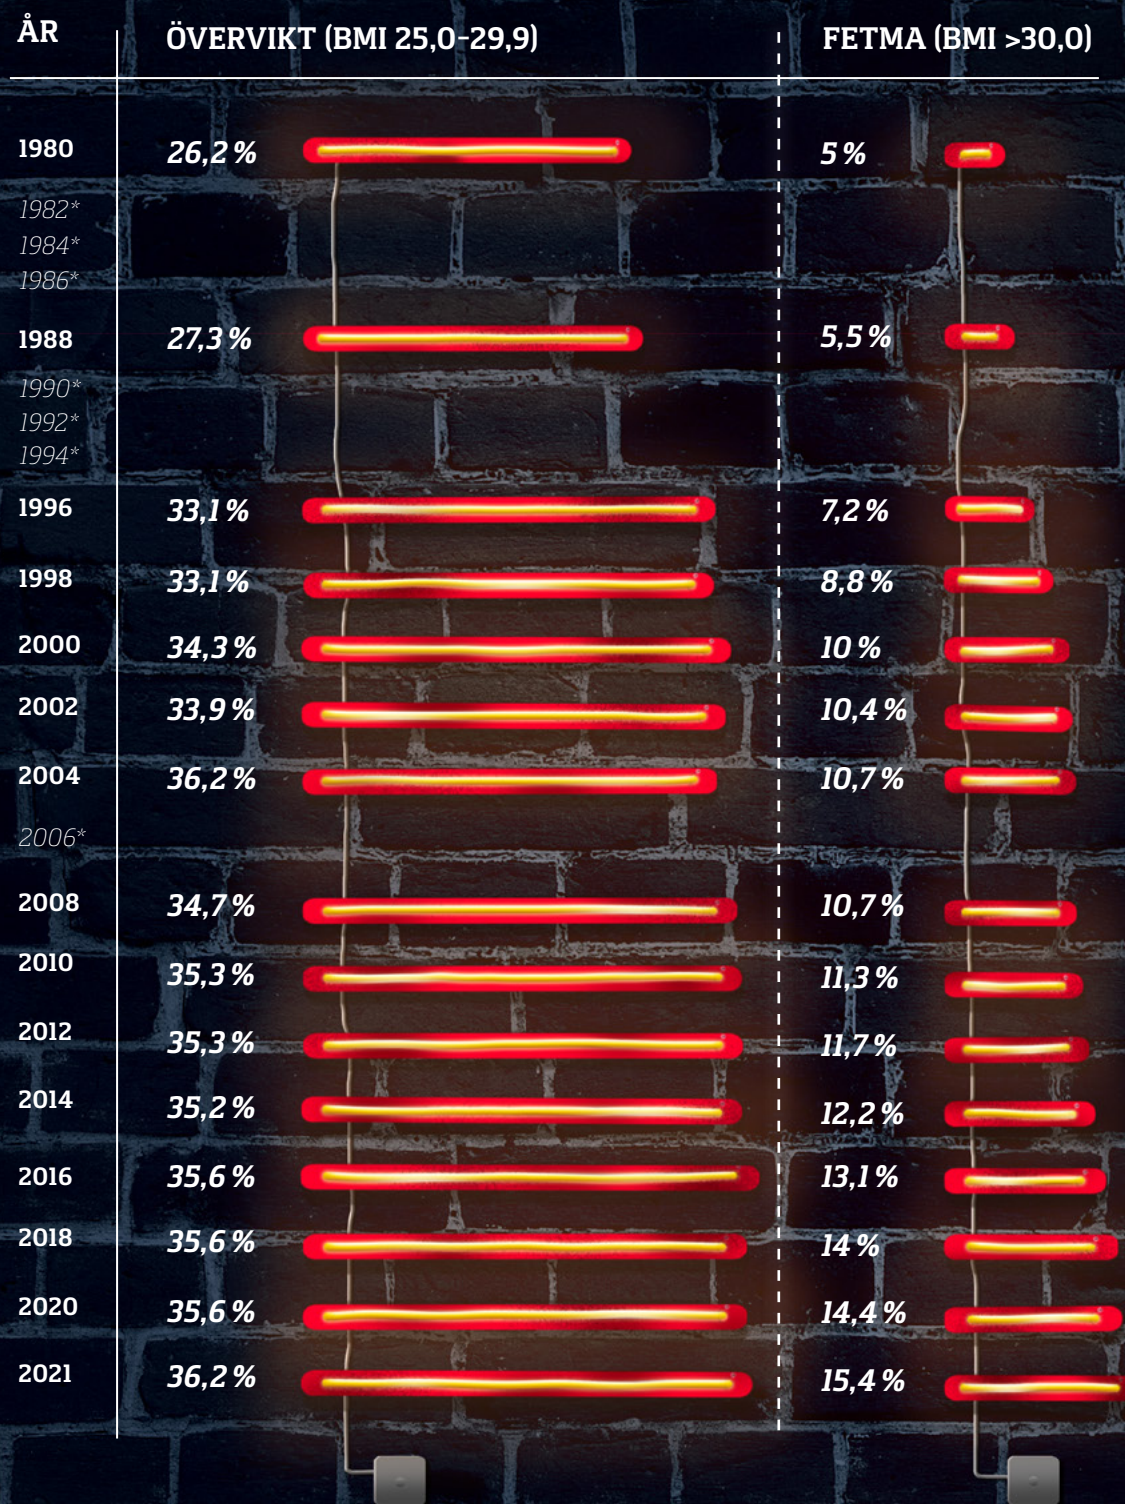 ÅR ÖVERVIKT (BMI 25,0-29,9) FETMA (BMI >30,0)
1980 26,2 % 5 %
1982*
1984*
1986*
1988 27,3 % 5,5 %
1990*
1992*
1994*
1996 33,1 % 7,2 %
1998 33,1 % 8,8 %
2000 34,3 % 10 %
2002 33,9 % 10,4 %
2004 36,2 % 10,7 %
2006*
2008 34,7 % 10,7 %
2010 35,3 % 11,3 %
2012 35,3 % 11,7 %
2014 35,2 % 12,2 %
2016 35,6 % 13,1 %
2018 35,6 % 14 %
2020 35,6 % 14,4 %
2021 36,2 % 15,4 %